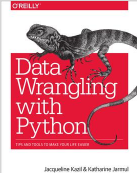 O'REILLY®
Data
Wrangling
with
Python
TIPS AND TOOLS TO MAKE YOUR LIFE EASIER
Jacqueline Kazil & Katharine Jarmul